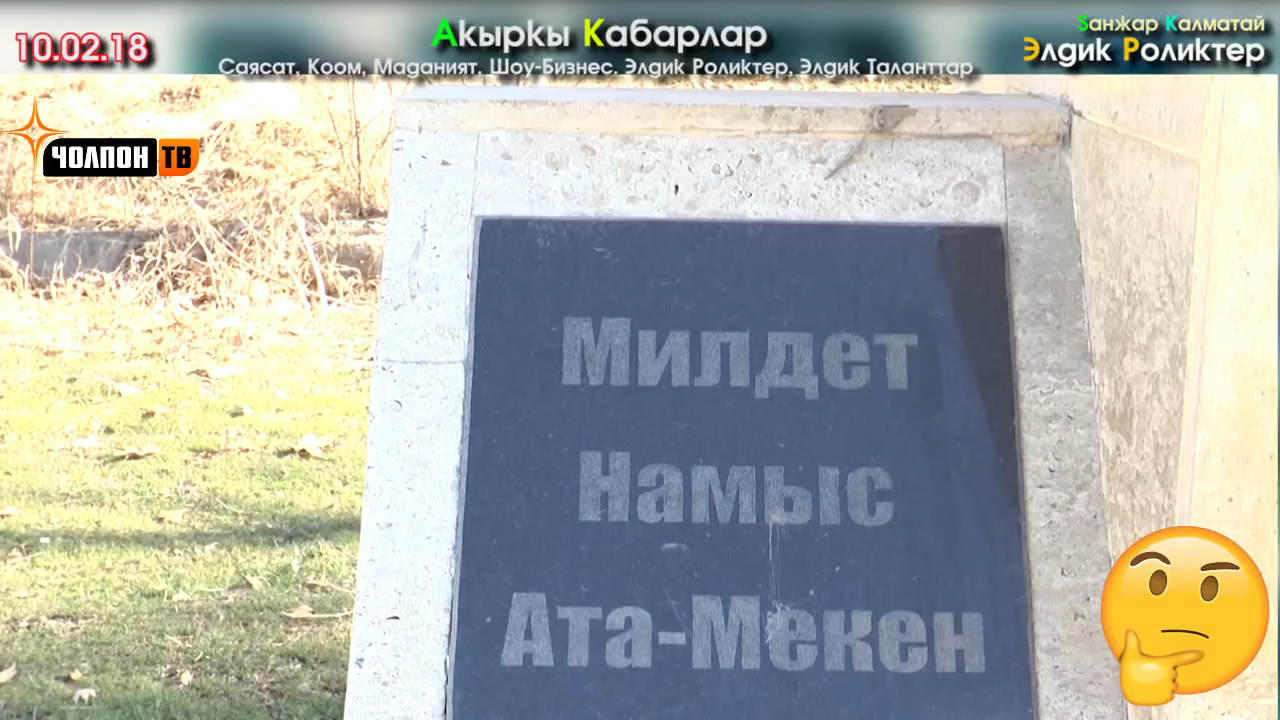 10.02.18
Акыркы Кабарлар
Саясат, Коом, Маданият, Шоу-Бизнес. Элдик Роликтер, Элдик Таланттар
Sанжар Калматай
Элдик Роликтер
ЧОЛПОН ТВ
Милдет
Намыс
Ата-Мекен